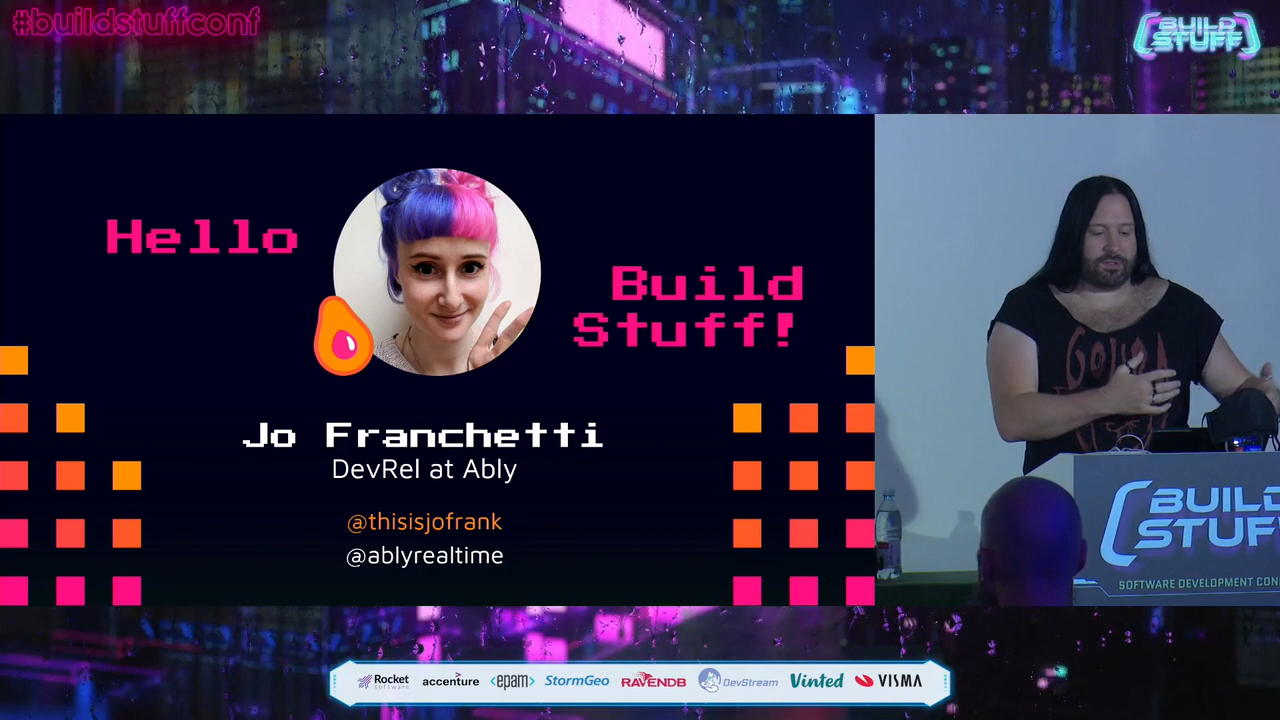 #buildstuffconf
BUILD
STUFF
Hello
Build
Stuff!
Jo Franchetti
DevRel at Ably
@thisisjofrank
@ablyrealtime
BUILD
STUFF
SOFTWARE DEVELOPMENT
Rocket
software
accenture
<epam>
StormGeo
RAVENDB
DevStream
Vinted
VISMA